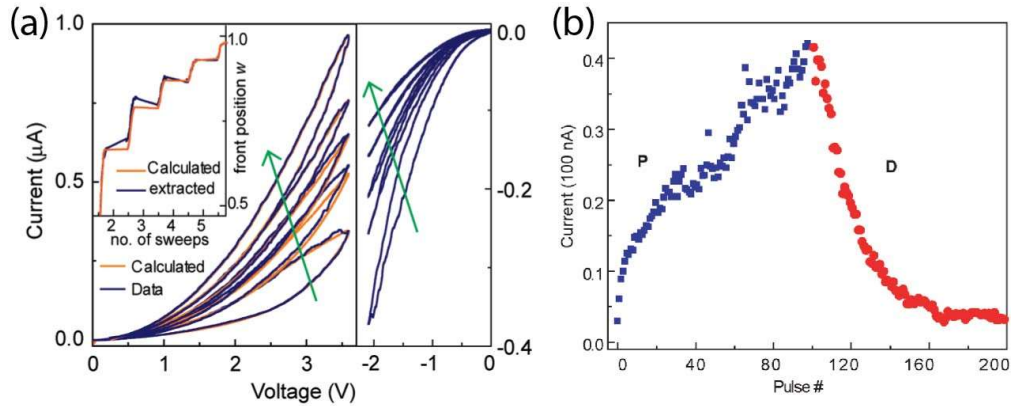 (a)
1.0
0.5
0.0
Current (μA)
1.0
0.5
front position w
Calculated
extracted
2 3 4 5
no. of sweeps
Calculated
Data
0 1 2 3 -2 -1 0
Voltage (V)
0.0
-0.2
-0.4
(b)
0.4
0.3
0.2
0.1
0.0
Current (100 nA)
P
D
0 40 80 120 160 200
Pulse #